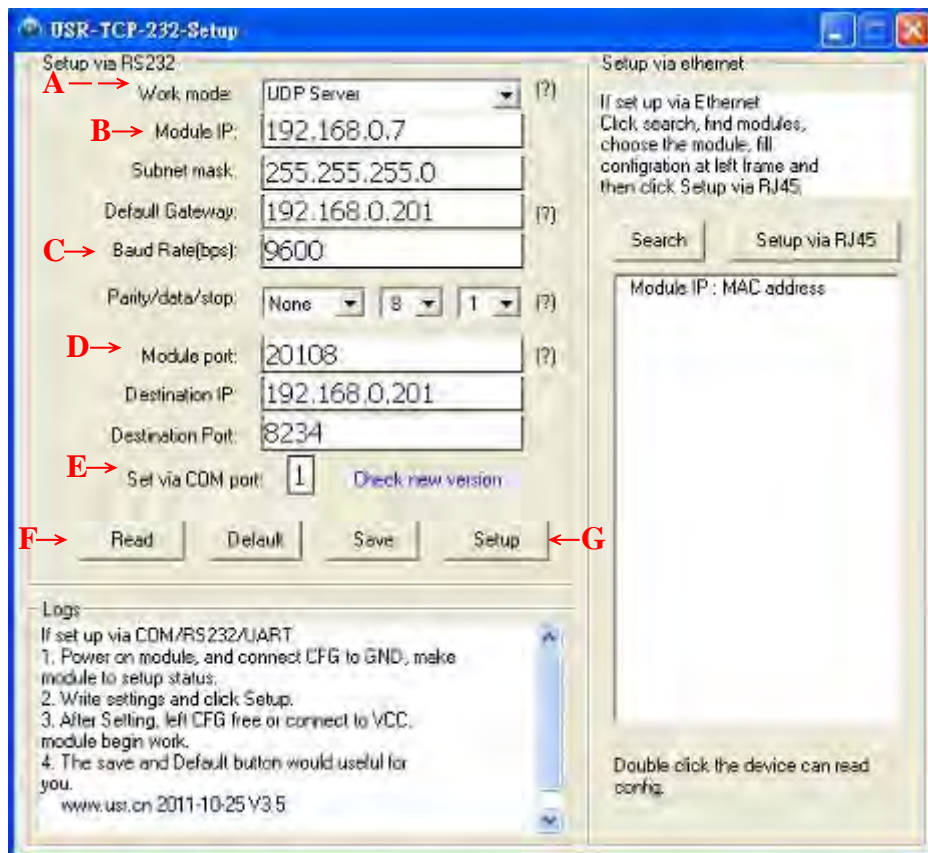 USR-TCP-232-Setup
Setup via RS232
A
Work mode: UDP Server (?)
B
Module IP: 192.168.0.7
Subnet mask: 255.255.255.0
Default Gateway: 192.168.0.201 (?)
C
Baud Rate(bps): 9600
Parity/data/stop: None 8 1 (?)
D
Module port: 20108 (?)
Destination IP: 192.168.0.201
Destination Port: 8234
E
Set via COM port: 1 Check new version
F
Read Default Save Setup
G
Logs
If set up via COM/RS232/UART
1. Power on module, and connect CFG to GND, make
module to setup status.
2. Write settings and click Setup.
3. After Setting, left CFG free or connect to VCC,
module begin work.
4. The save and Default button would useful for
you.
www.usr.cn 2011-10-25 V3.5
Setup via ethernet
If set up via Ethernet
Click search, find modules,
choose the module, fill
configration at left frame and
then click Setup via RJ45.
Search Setup via RJ45
Module IP : MAC address
Double click the device can read
config.